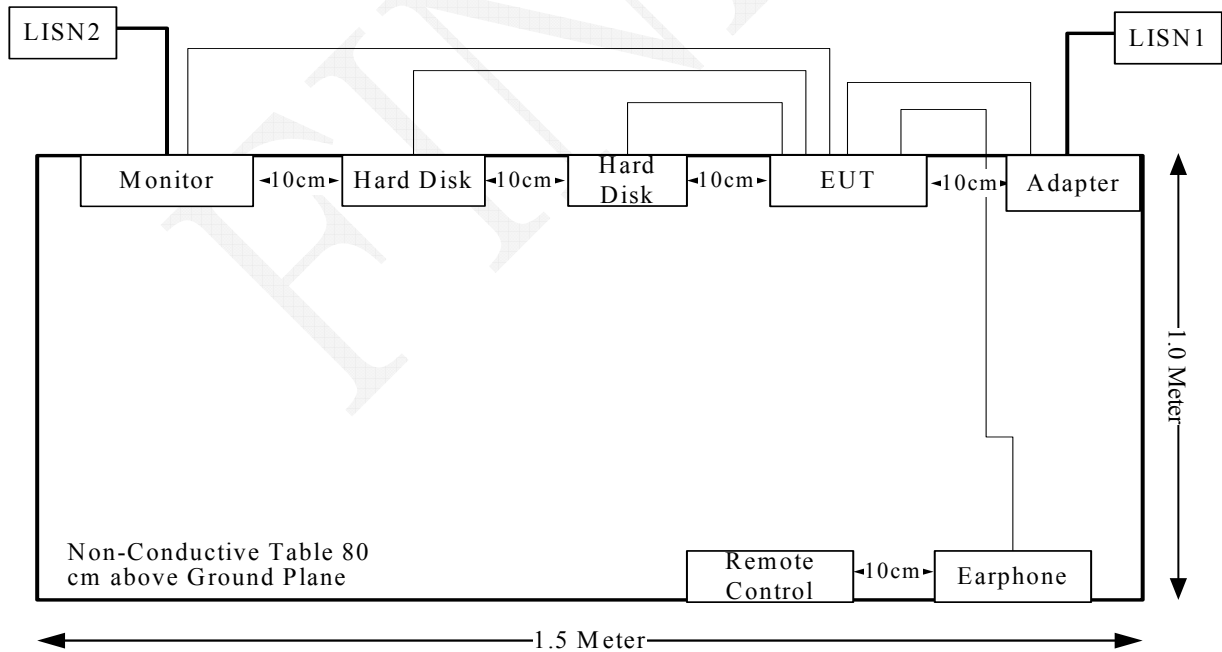 LISN2
LISN1
Monitor
10cm
Hard Disk
10cm
Hard
Disk
10cm
EUT
10cm
Adapter
1.0 Meter
Non-Conductive Table 80
cm above Ground Plane
Remote
Control
10cm
Earphone
1.5 Meter